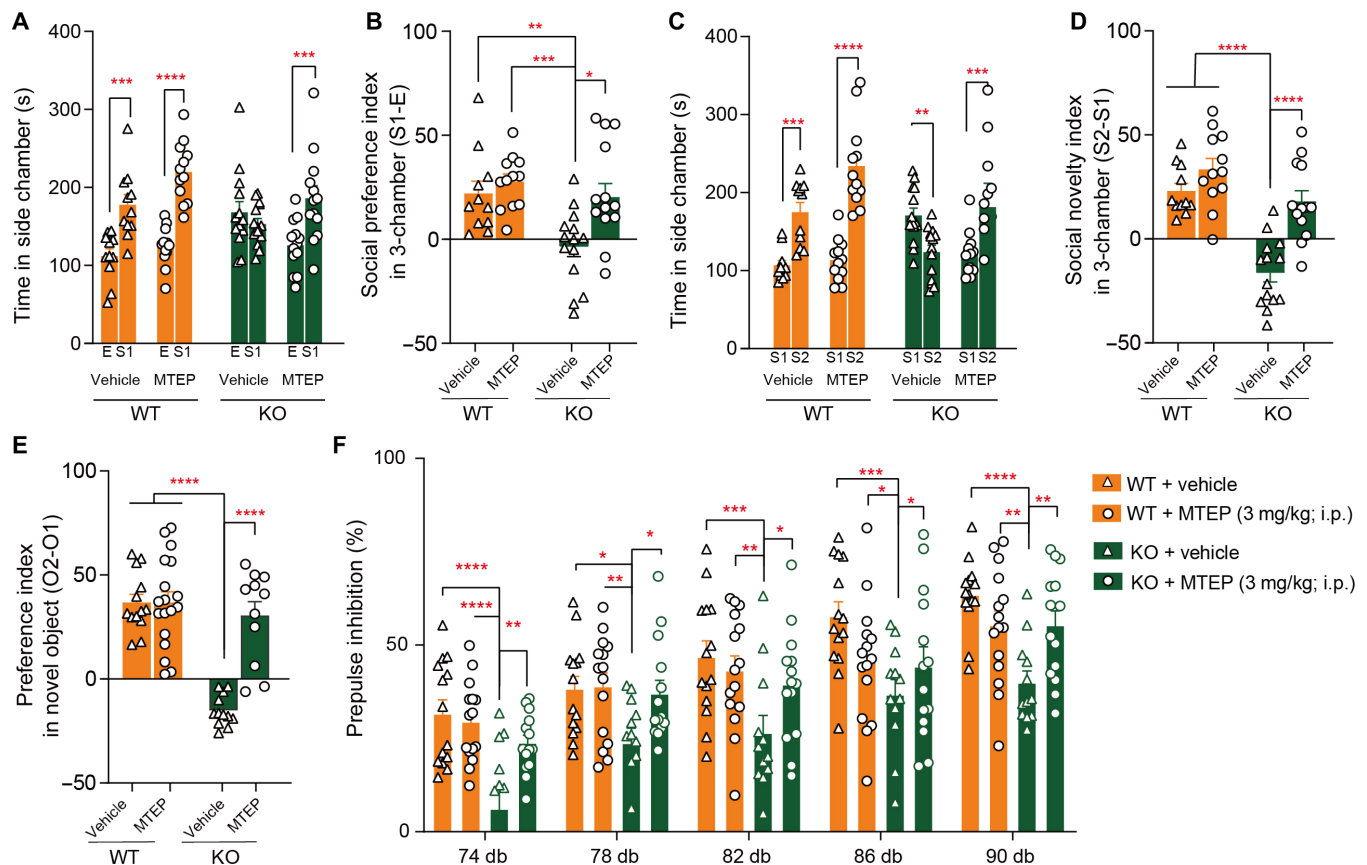 A
Time in side chamber (s)
400
300
200
100
0
***
****
***
E S1
E S1
E S1
E S1
Vehicle
MTEP
Vehicle
MTEP
WT
KO
B
Social preference index
in 3-chamber (S1-E)
100
50
0
−50
**
***
*
Vehicle
MTEP
Vehicle
MTEP
WT
KO
C
Time in side chamber (s)
400
300
200
100
0
***
****
**
***
S1 S2
S1 S2
S1 S2
S1 S2
Vehicle
MTEP
Vehicle
MTEP
WT
KO
D
Social novelty index
in 3-chamber (S2-S1)
100
50
0
−50
****
****
Vehicle
MTEP
Vehicle
MTEP
WT
KO
E
Preference index
in novel object (O2-O1)
100
50
0
−50
****
****
Vehicle
MTEP
Vehicle
MTEP
WT
KO
F
Prepulse inhibition (%)
100
50
0
****
****
**
*
**
*
***
**
*
***
*
*
****
**
**
74 db
78 db
82 db
86 db
90 db
WT + vehicle
WT + MTEP (3 mg/kg; i.p.)
KO + vehicle
KO + MTEP (3 mg/kg; i.p.)